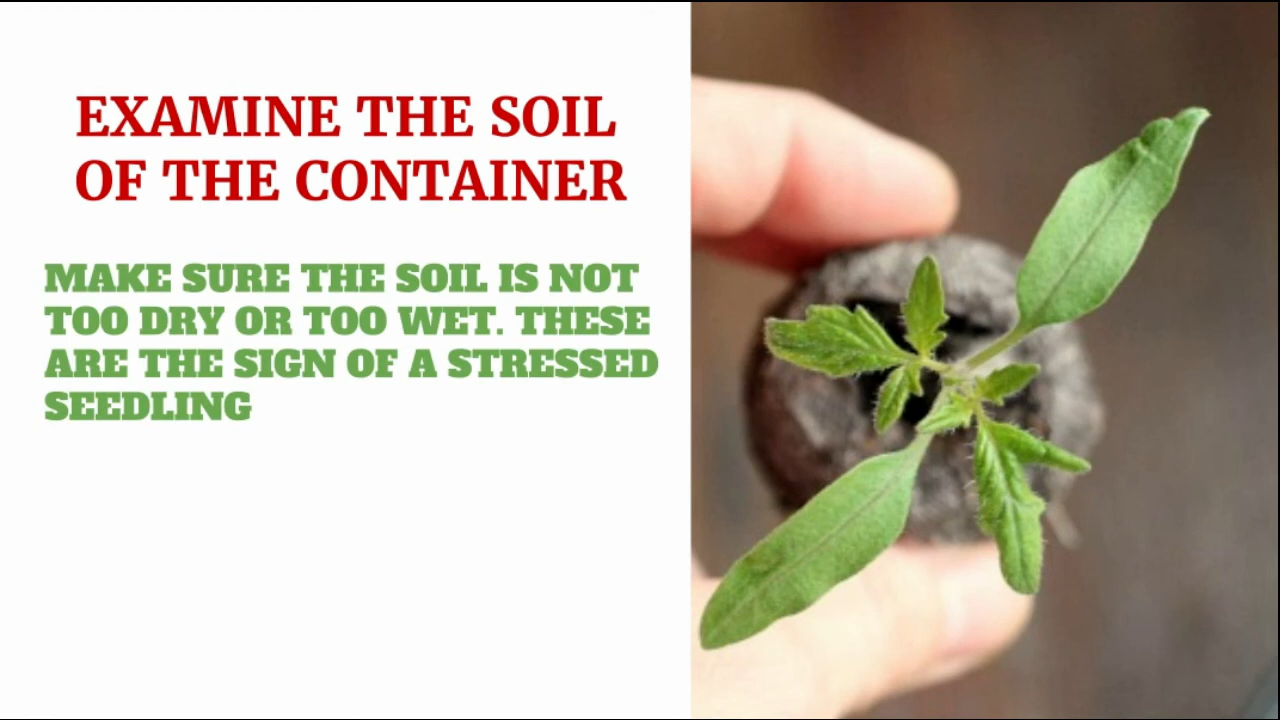 EXAMINE THE SOIL
OF THE CONTAINER
MAKE SURE THE SOIL IS NOT
TOO DRY OR TOO WET. THESE
ARE THE SIGN OF A STRESSED
SEEDLING